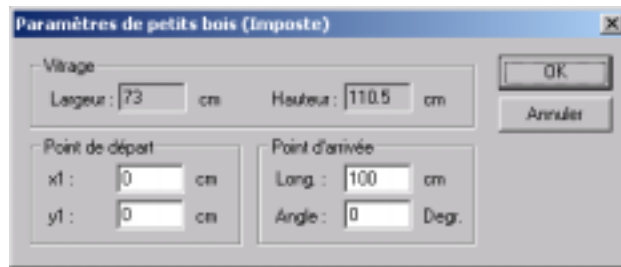 Paramètres de petits bois (Imposte)
Vitrage
Largeur : 73 cm Hauteur : 110.5 cm
OK
Annuler
Point de départ Point d'arrivée
x1 : 0 cm Long. : 100 cm
y1 : 0 cm Angle : 0 Degr.